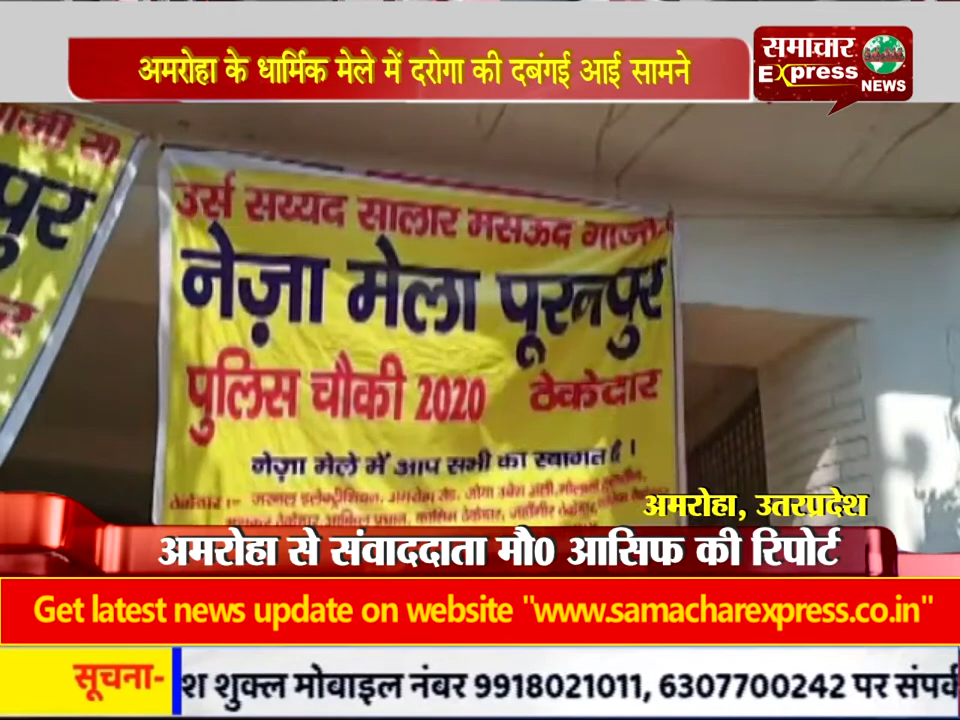 अमरोहा के धार्मिक मेले में दरोगा की दबंगई आई सामने
समाचार
Express
NEWS
पुर
उर्स सय्यद सालार मसऊद गाजी
नेज़ा मेला पूरनपुर
पुलिस चौकी 2020 ठेकेदार
नेज़ा मेले में आप सभी का स्वागत है।
अमरोहा, उतरप्रदेश
अमरोहा से संवाददाता मौ0 आसिफ की रिपोर्ट
Get latest news update on website "www.samacharexpress.co.in"
सूचना- श शुक्ल मोबाइल नंबर 9918021011, 6307700242 पर संपर्क